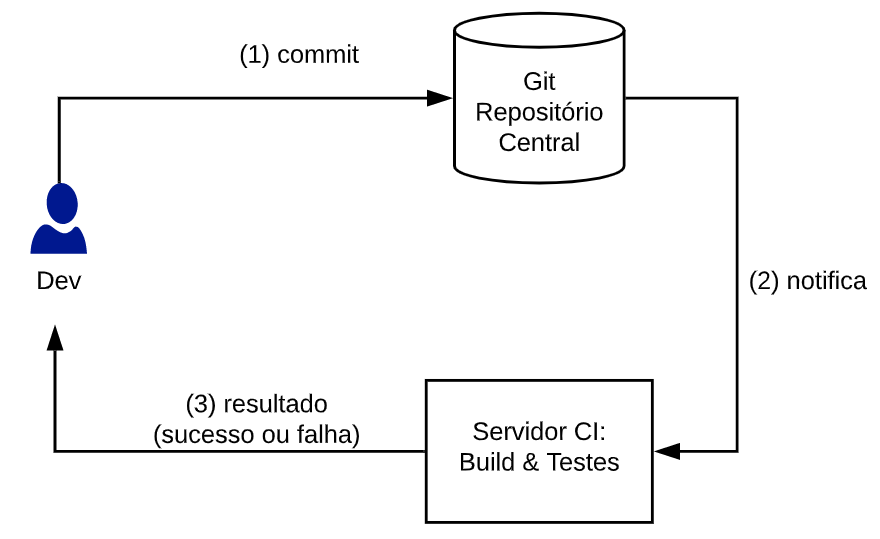 (1) commit
Git
Repositório
Central
Dev
(2) notifica
(3) resultado
(sucesso ou falha)
Servidor CI:
Build & Testes